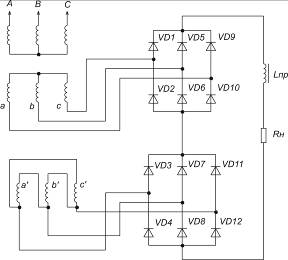 A B C
VD1 VD5 VD9
Lпр
a b c
VD2 VD6 VD10
Rн
VD3 VD7 VD11
a' b' c'
VD4 VD8 VD12